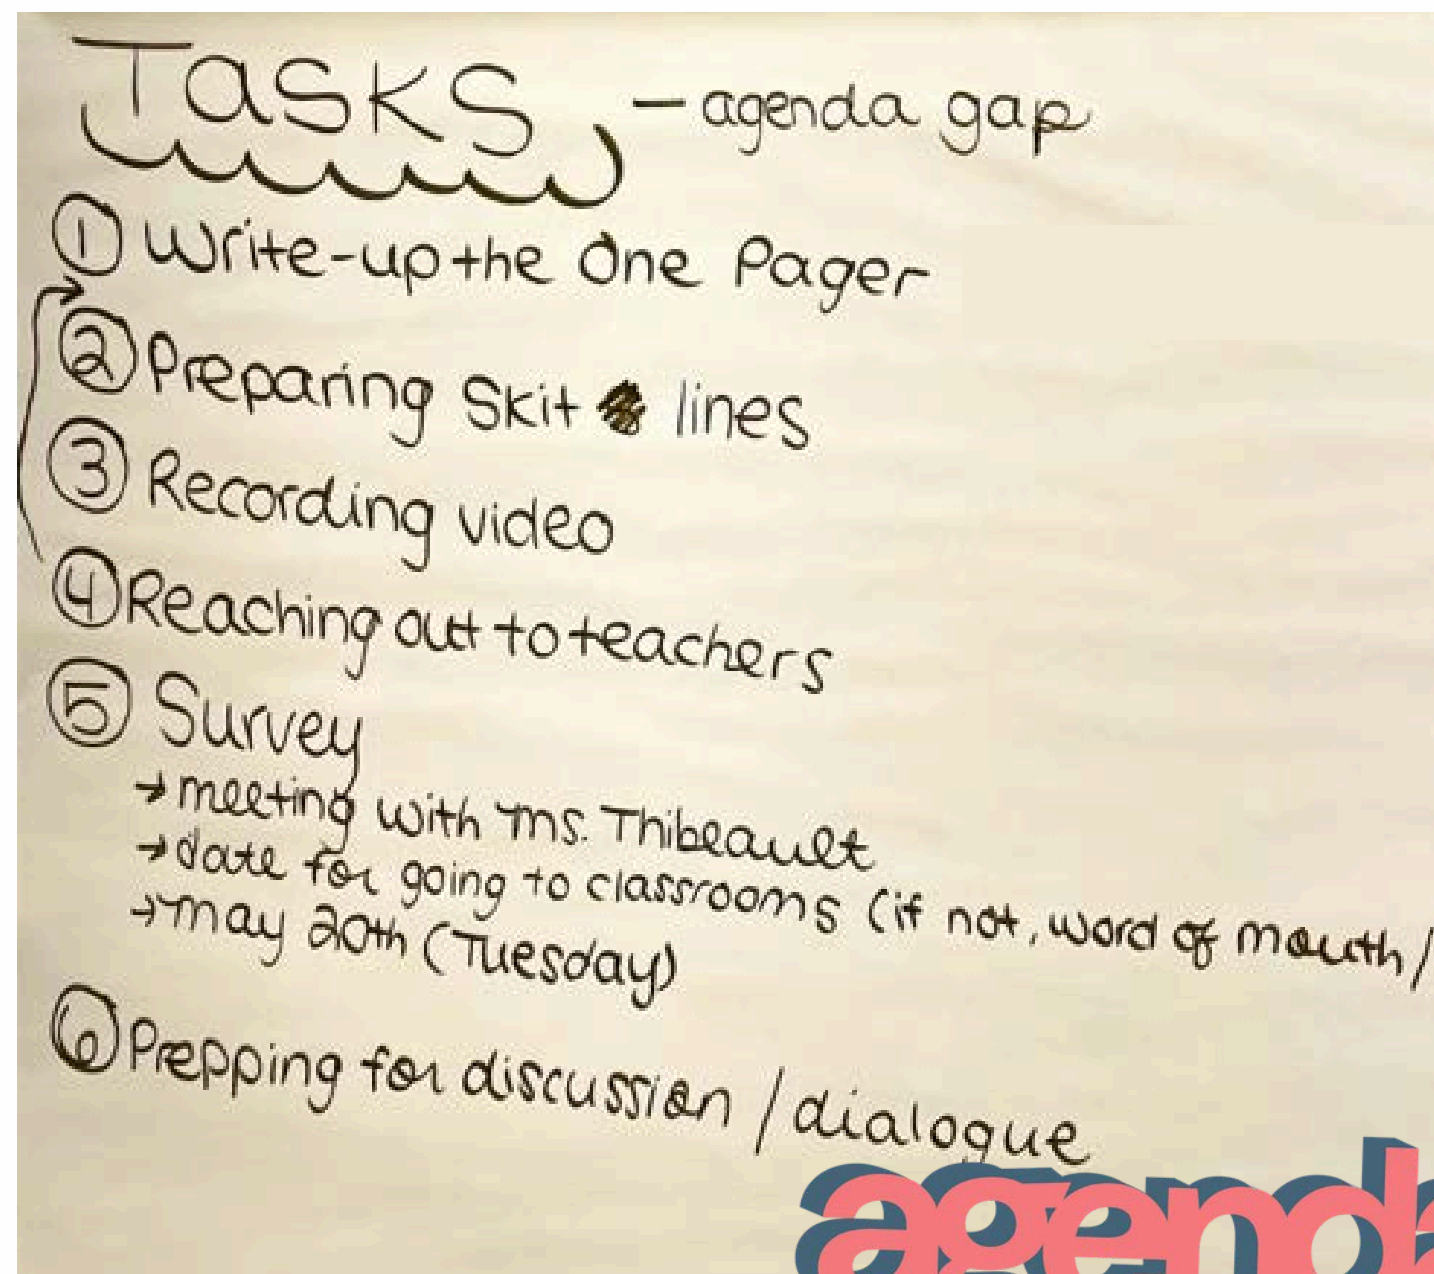 Tasks - agenda gap
① Write-up the One Pager
② Preparing Skit lines
③ Recording video
④ Reaching out to teachers
⑤ Survey
→ meeting with Ms. Thibeault
→ date for going to classrooms (if not, word of mouth/
→ May 20th (Tuesday)
⑥ Prepping for discussion / dialogue
agenda